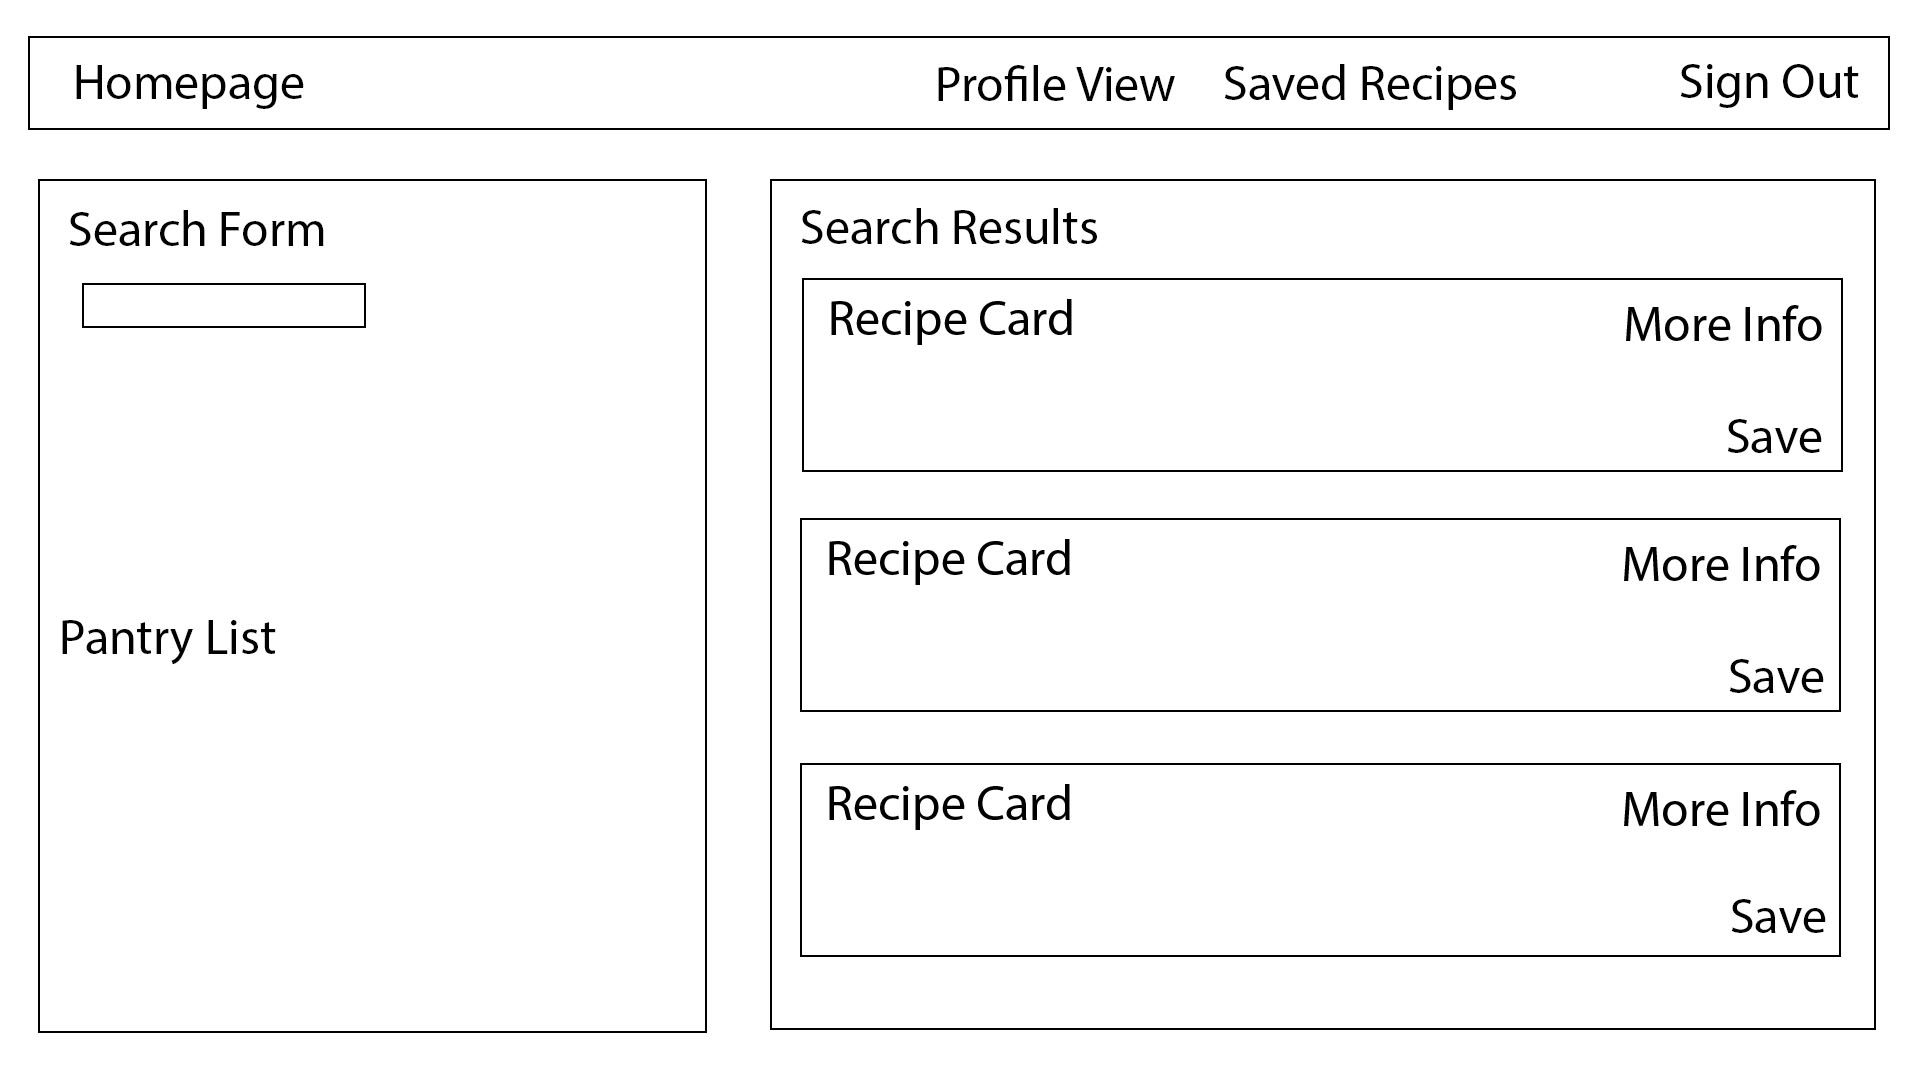 Homepage
Profile View
Saved Recipes
Sign Out
Search Form
Pantry List
Search Results
Recipe Card
More Info
Save
Recipe Card
More Info
Save
Recipe Card
More Info
Save